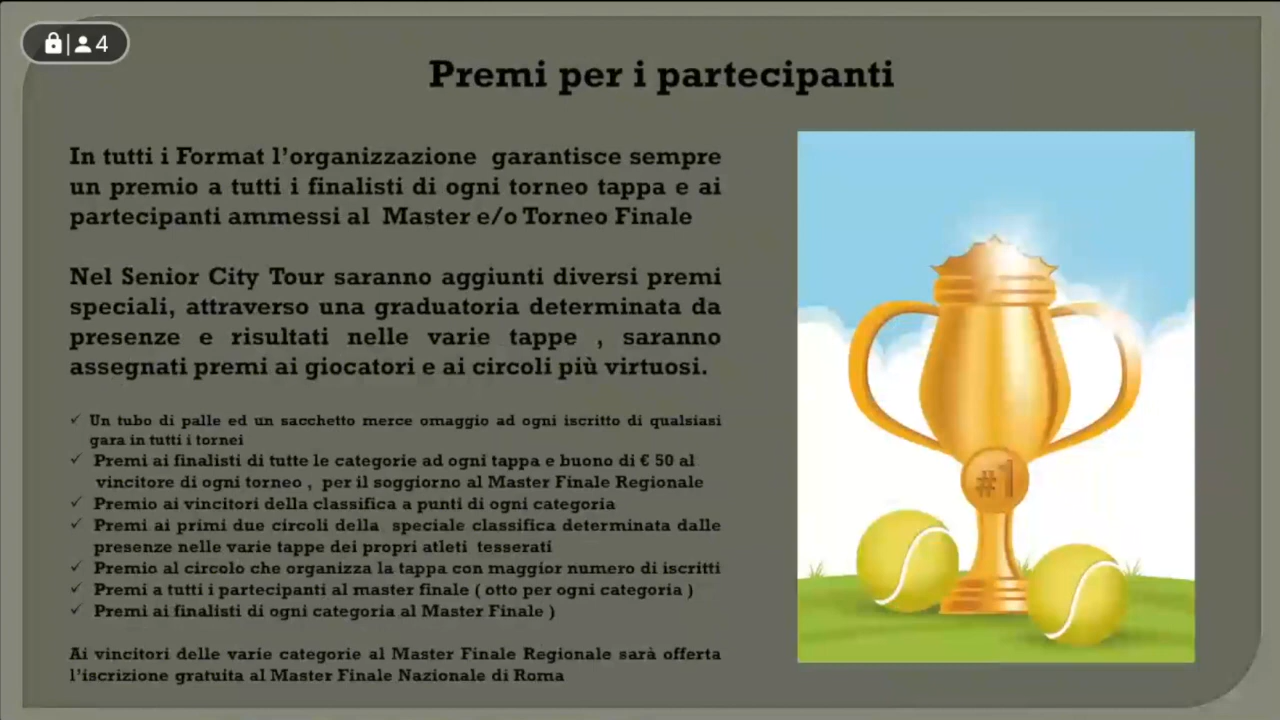 4
Premi per i partecipanti
In tutti i Format l’organizzazione garantisce sempre
un premio a tutti i finalisti di ogni torneo tappa e ai
partecipanti ammessi al Master e/o Torneo Finale
Nel Senior City Tour saranno aggiunti diversi premi
speciali, attraverso una graduatoria determinata da
presenze e risultati nelle varie tappe , saranno
assegnati premi ai giocatori e ai circoli più virtuosi.
✓ Un tubo di palle ed un sacchetto merce omaggio ad ogni iscritto di qualsiasi
gara in tutti i tornei
✓ Premi ai finalisti di tutte le categorie ad ogni tappa e buono di € 50 al
vincitore di ogni torneo , per il soggiorno al Master Finale Regionale
✓ Premio ai vincitori della classifica a punti di ogni categoria
✓ Premi ai primi due circoli della speciale classifica determinata dalle
presenze nelle varie tappe dei propri atleti tesserati
✓ Premio al circolo che organizza la tappa con maggior numero di iscritti
✓ Premi a tutti i partecipanti al master finale ( otto per ogni categoria )
✓ Premi ai finalisti di ogni categoria al Master Finale )
Ai vincitori delle varie categorie al Master Finale Regionale sarà offerta
l’iscrizione gratuita al Master Finale Nazionale di Roma
#1